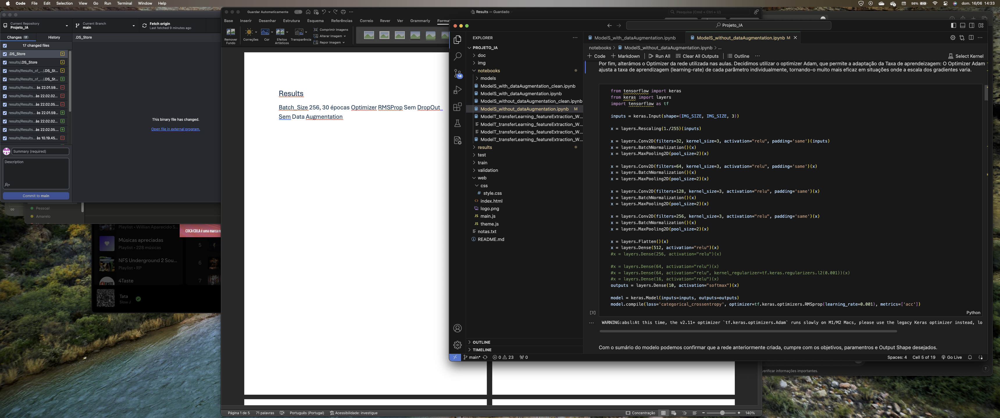 Code File Edit Selection View Go Run Terminal Window Help
98% dom. 16/06 14:33
Current Repository
Projeto_IA
Current Branch
main
Fetch origin
Last fetched 9 minutes ago
Changes 17 History
.DS_Store
17 changed files
.DS_Store
results/.DS_Store
results/Results_of_.../.DS_St...
results/Results_of_.../.DS_St...
results/Results... às 22.01.59...
results/Results... às 22.02.02...
results/Results...às 22.02.05....
results/Results... às 22.01.59...
results/Results... às 22.02.02...
results/Results...às 22.02.05....
results/Results... às 10.19.45...
This binary file has changed.
Open file in external program.
Summary (required)
Description
Commit to main
00
Pessoal
Amarelo
Playlist • Willian Aparecido S...
COCA-COLA é uma marca re
Músicas apreciadas
Playlist • 228 músicas
5
NFS Underground 2 Sou...
Playlist • RP
6
4Taste
7
Tata
Slow J
Guardar Automaticamente
Results — Guardado
Pesquisa (Cmd + Ctrl + U)
Base Inserir Desenhar Estrutura Esquema Referências Correio Rever Ver Grammarly Format
Remover
Fundo
Correções
Cor
Efeitos
Artísticos
Transparência
Comprimir Imagens
Alterar Imagem
Repor Imagem
Results
Batch_Size 256, 30 épocas Optimizer RMSProp Sem DropOut
Sem Data Augmentation
Página 1 de 5 71 palavras Português (Portugal) Acessibilidade: investigue
Concentração 140%
Projeto_IA
EXPLORER
PROJETO_IA
doc
img
notebooks
models
ModelS_with_dataAugmentation_clean.ipynb
ModelS_with_dataAugmentation.ipynb
ModelS_without_dataAugmentation_clean.ipynb
ModelS_without_dataAugmentation.ipynb M
ModelT_transferLearning_featureExtraction_W...
ModelT_transferLearning_featureExtraction_W...
ModelT_transferLearning_featureExtraction_W...
ModelT_transferLearning_featureExtraction_W...
results
test
train
validation
web
css
# style.css
<> index.html
logo.png
JS main.js
JS theme.js
notas.txt
README.md
OUTLINE
TIMELINE
18
main* 0 23 0
ModelS_with_dataAugmentation.ipynb
ModelS_without_dataAugmentation.ipynb M
notebooks > ModelS_without_dataAugmentation.ipynb > ...
+ Code + Markdown Run All Clear All Outputs Outline ...
Select Kernel
Por fim, alterámos o Optimizer da rede utilizada nas aulas. Decidimos utilizar o optimizer Adam, que permite a adaptação da Taxa de aprendeizagem: O Optimizer Adam
ajusta a taxa de aprendizagem (learning-rate) de cada parâmetro individualmente, tornando-o muito mais eficaz em situações onde a escala dos gradientes varia.
from tensorflow import keras
from keras import layers
import tensorflow as tf
inputs = keras.Input(shape=(IMG_SIZE, IMG_SIZE, 3))
x = layers.Rescaling(1./255)(inputs)
x = layers.Conv2D(filters=32, kernel_size=3, activation="relu", padding='same')(inputs)
x = layers.BatchNormalization()(x)
x = layers.MaxPooling2D(pool_size=2)(x)
x = layers.Conv2D(filters=64, kernel_size=3, activation="relu", padding='same')(x)
x = layers.BatchNormalization()(x)
x = layers.MaxPooling2D(pool_size=2)(x)
x = layers.Conv2D(filters=128, kernel_size=3, activation="relu", padding='same')(x)
x = layers.BatchNormalization()(x)
x = layers.MaxPooling2D(pool_size=2)(x)
x = layers.Conv2D(filters=256, kernel_size=3, activation="relu", padding='same')(x)
x = layers.BatchNormalization()(x)
x = layers.MaxPooling2D(pool_size=2)(x)
x = layers.Flatten()(x)
x = layers.Dense(512, activation="relu")(x)
#x = layers.Dense(256, activation="relu")(x)
#x = layers.Dense(64, activation="relu")(x)
#x = layers.Dense(64, activation="relu", kernel_regularizer=tf.keras.regularizers.l2(0.001))(x)
#x = layers.Dense(16, activation="relu")(x)
outputs = layers.Dense(10, activation="softmax")(x)
model = keras.Model(inputs=inputs, outputs=outputs)
model.compile(loss='categorical_crossentropy', optimizer=tf.keras.optimizers.RMSprop(learning_rate=0.001), metrics=['acc'])
[3]
Python
... WARNING:absl:At this time, the v2.11+ optimizer `tf.keras.optimizers.Adam` runs slowly on M1/M2 Macs, please use the legacy Keras optimizer instead, lo
Com o sumário do modelo podemos confirmar que a rede anteriormente criada, cumpre com os objetivos, paramentros e Output Shape desejados.
Spaces: 4 Cell 5 of 19 Go Live
verificar informações importantes.
?